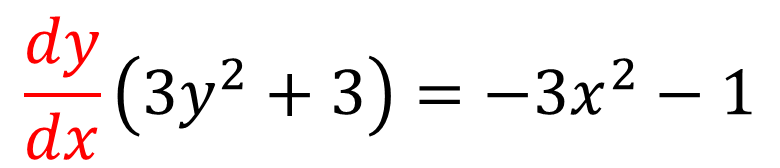 dy/dx (3y² + 3) = −3x² − 1